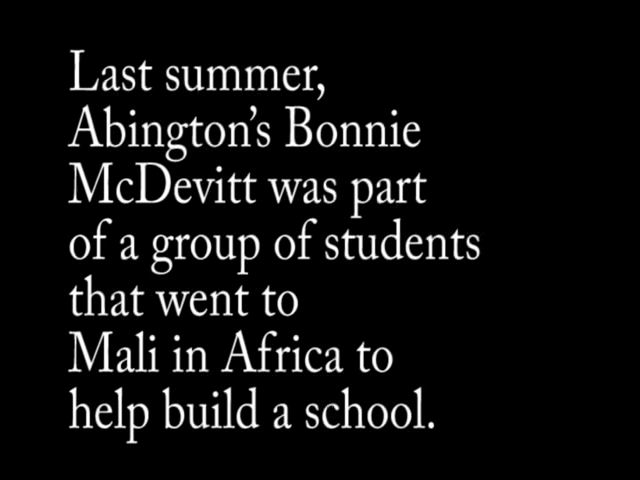 Last summer,
Abington’s Bonnie
McDevitt was part
of a group of students
that went to
Mali in Africa to
help build a school.